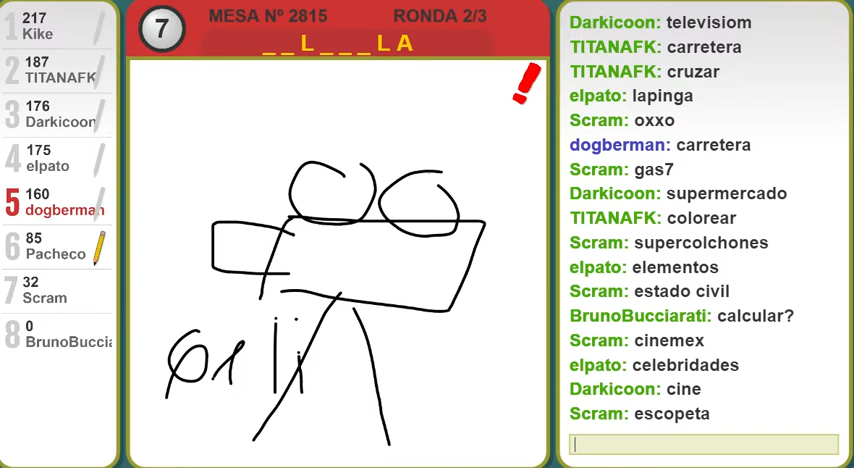 1 217
Kike
2 187
TITANAFK
3 176
Darkicoon
4 175
elpato
5 160
dogberman
6 85
Pacheco
7 32
Scram
8 0
BrunoBuccia
7
MESA Nº 2815
RONDA 2/3
_ _ L _ _ _ L A
!
Darkicoon: televisiom
TITANAFK: carretera
TITANAFK: cruzar
elpato: lapinga
Scram: oxxo
dogberman: carretera
Scram: gas7
Darkicoon: supermercado
TITANAFK: colorear
Scram: supercolchones
elpato: elementos
Scram: estado civil
BrunoBucciarati: calcular?
Scram: cinemex
elpato: celebridades
Darkicoon: cine
Scram: escopeta